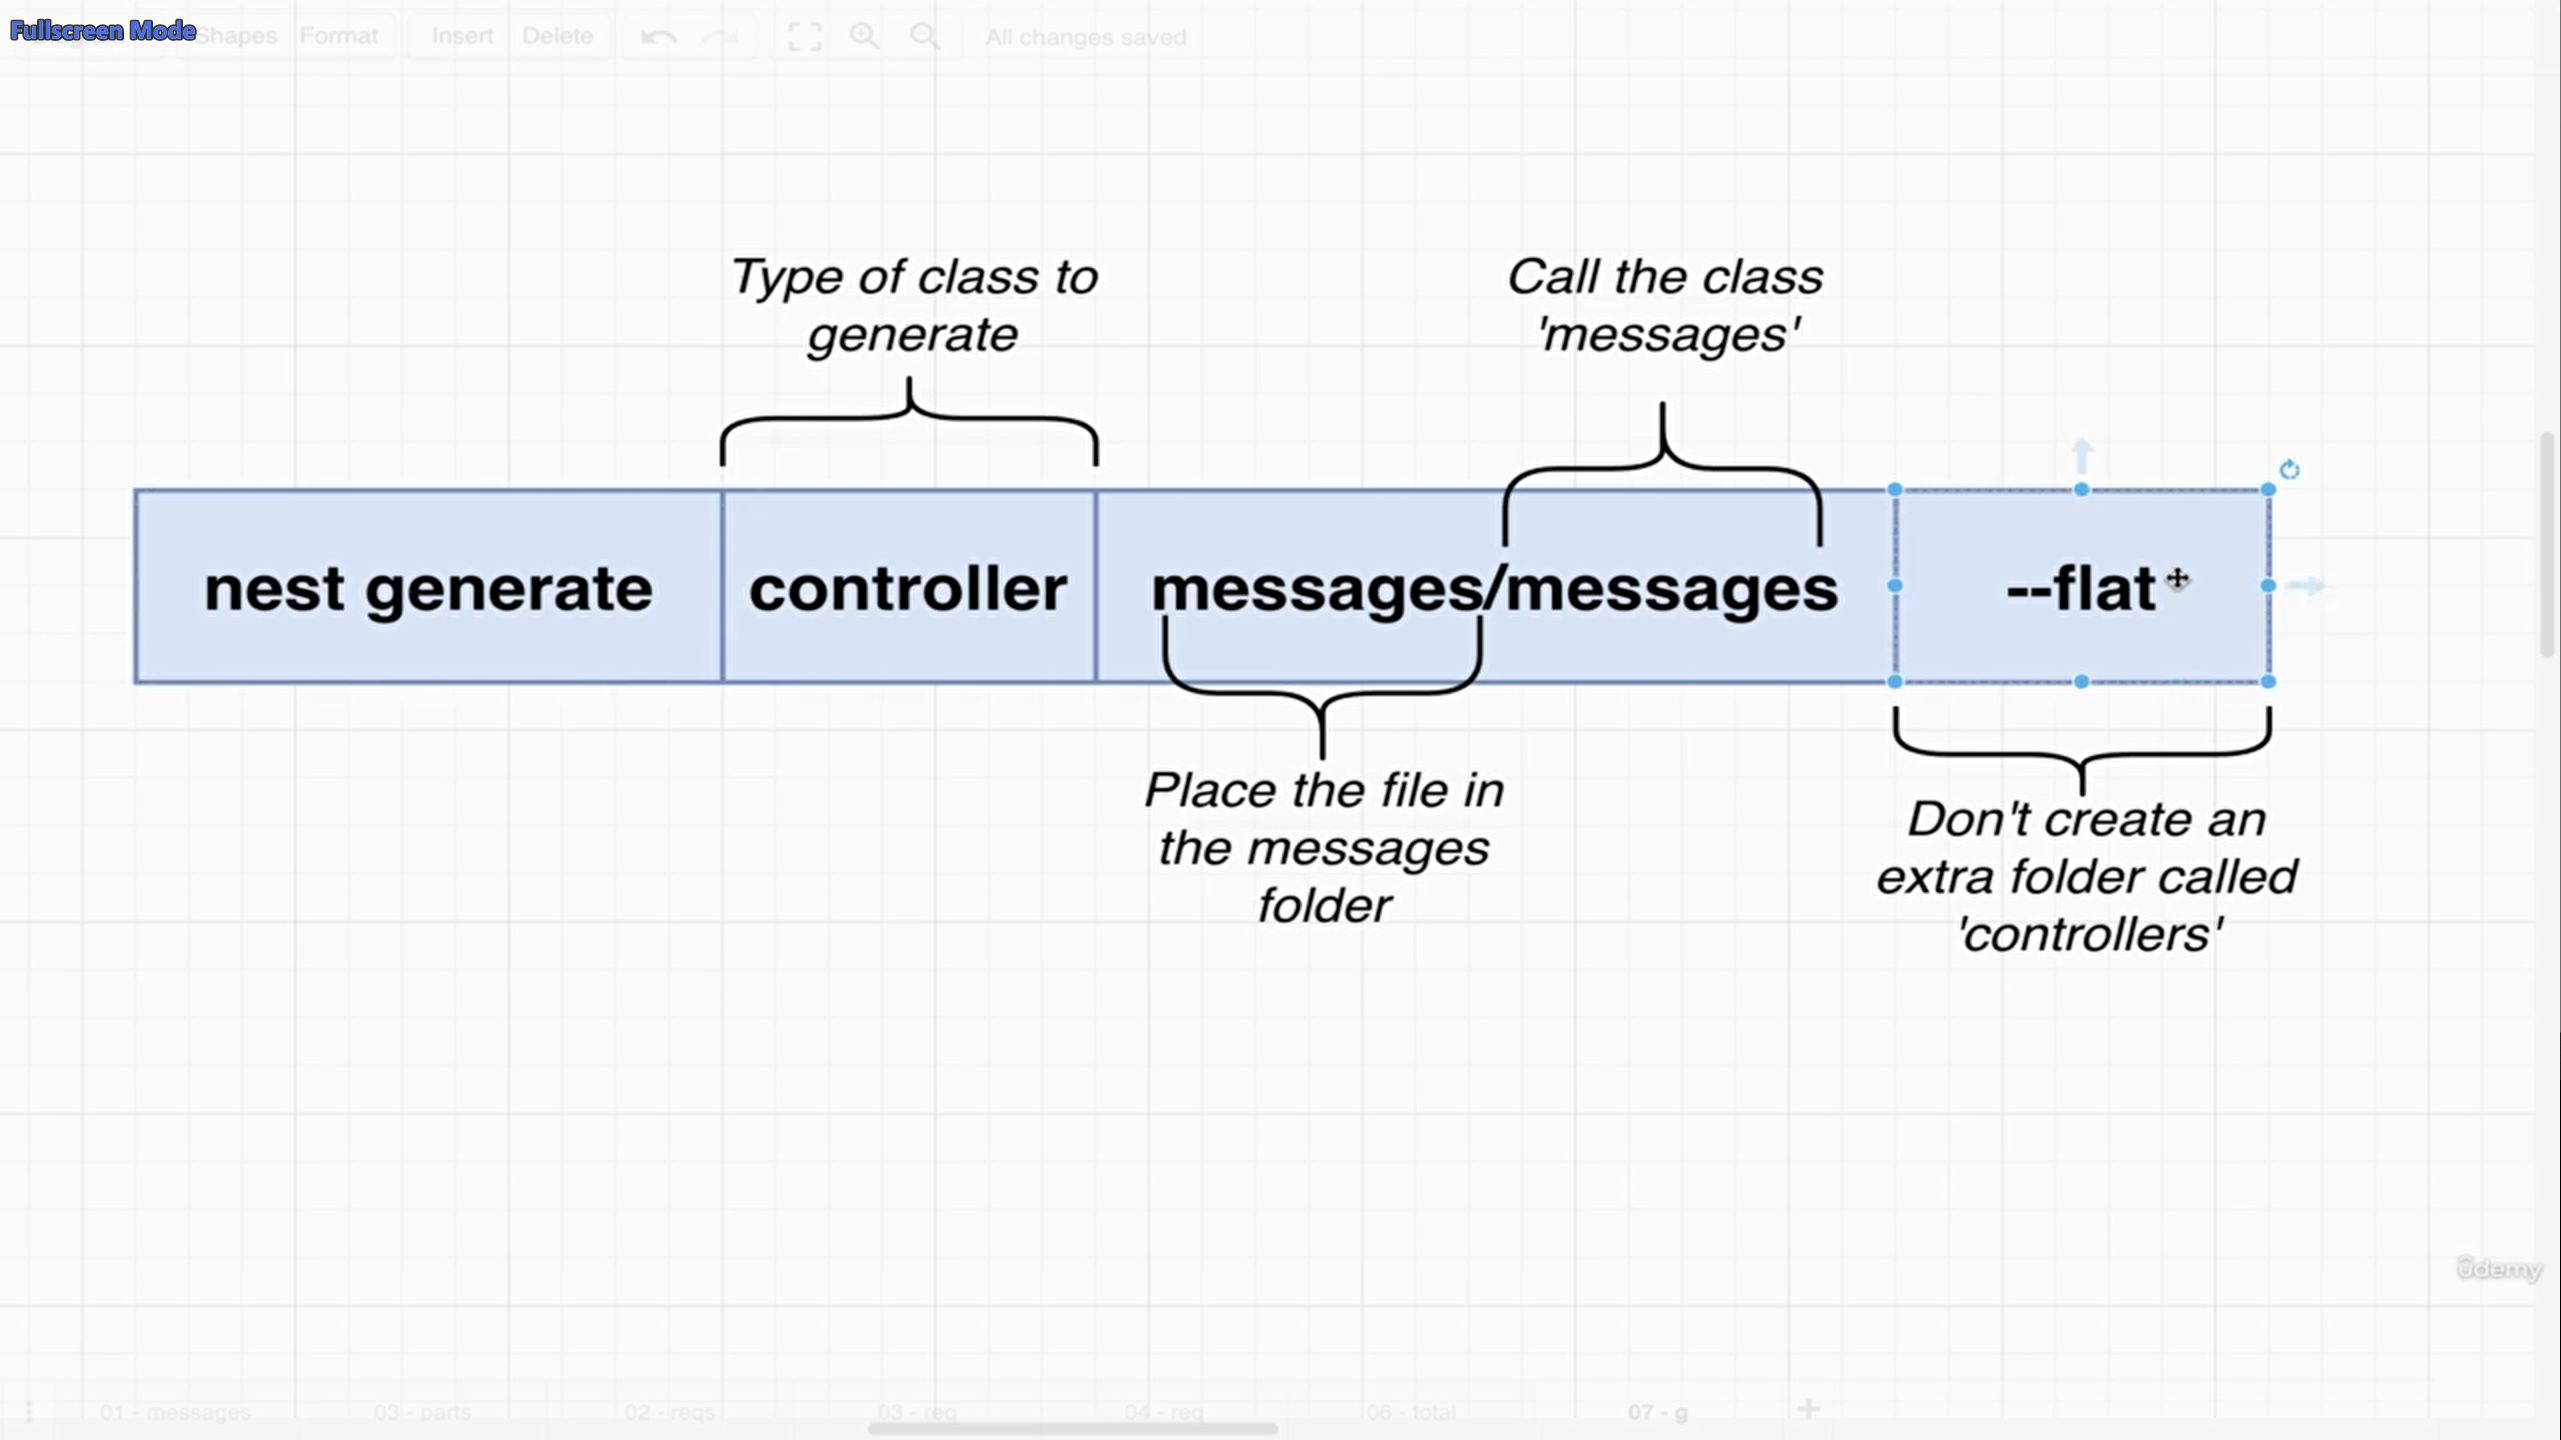 Fullscreen Mode
Shapes Format Insert Delete All changes saved
Type of class to
generate
Call the class
'messages'
nest generate controller messages/messages --flat
Place the file in
the messages
folder
Don't create an
extra folder called
'controllers'
ûdemy
01 - messages 03 - parts 02 - reqs 03 - req 04 - req 06 - total 07 - g